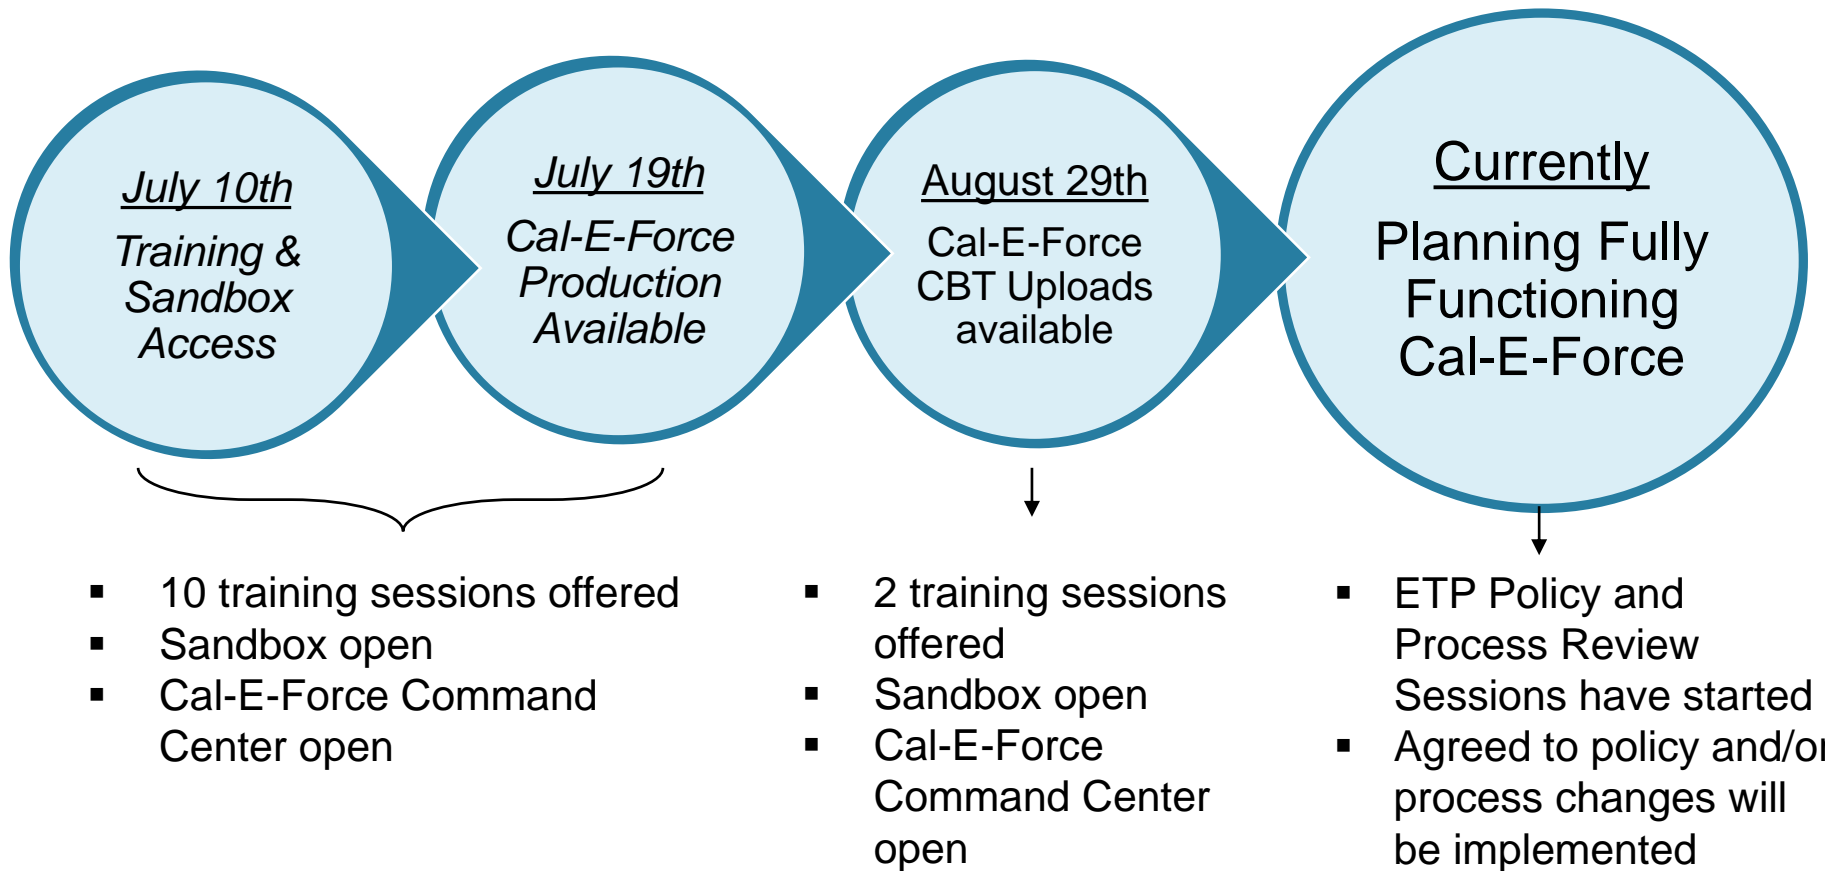 July 10th
Training &
Sandbox
Access
July 19th
Cal-E-Force
Production
Available
August 29th
Cal-E-Force
CBT Uploads
available
Currently
Planning Fully
Functioning
Cal-E-Force
▪ 10 training sessions offered
▪ Sandbox open
▪ Cal-E-Force Command
Center open
▪ 2 training sessions
offered
▪ Sandbox open
▪ Cal-E-Force
Command Center
open
▪ ETP Policy and
Process Review
Sessions have started
▪ Agreed to policy and/or
process changes will
be implemented